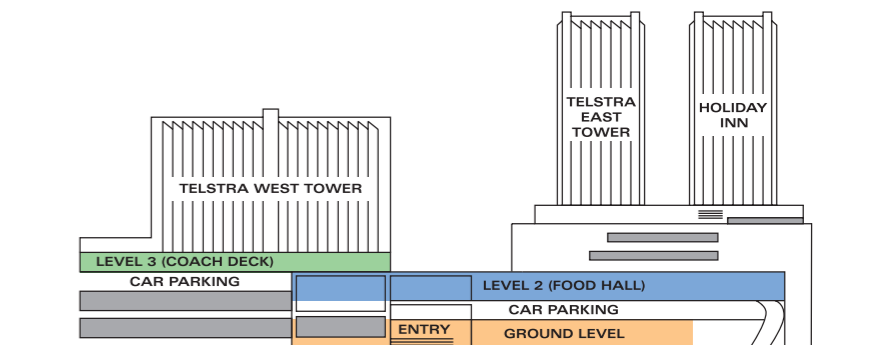 TELSTRA
EAST
TOWER
HOLIDAY
INN
TELSTRA WEST TOWER
LEVEL 3 (COACH DECK)
CAR PARKING
LEVEL 2 (FOOD HALL)
CAR PARKING
ENTRY
GROUND LEVEL